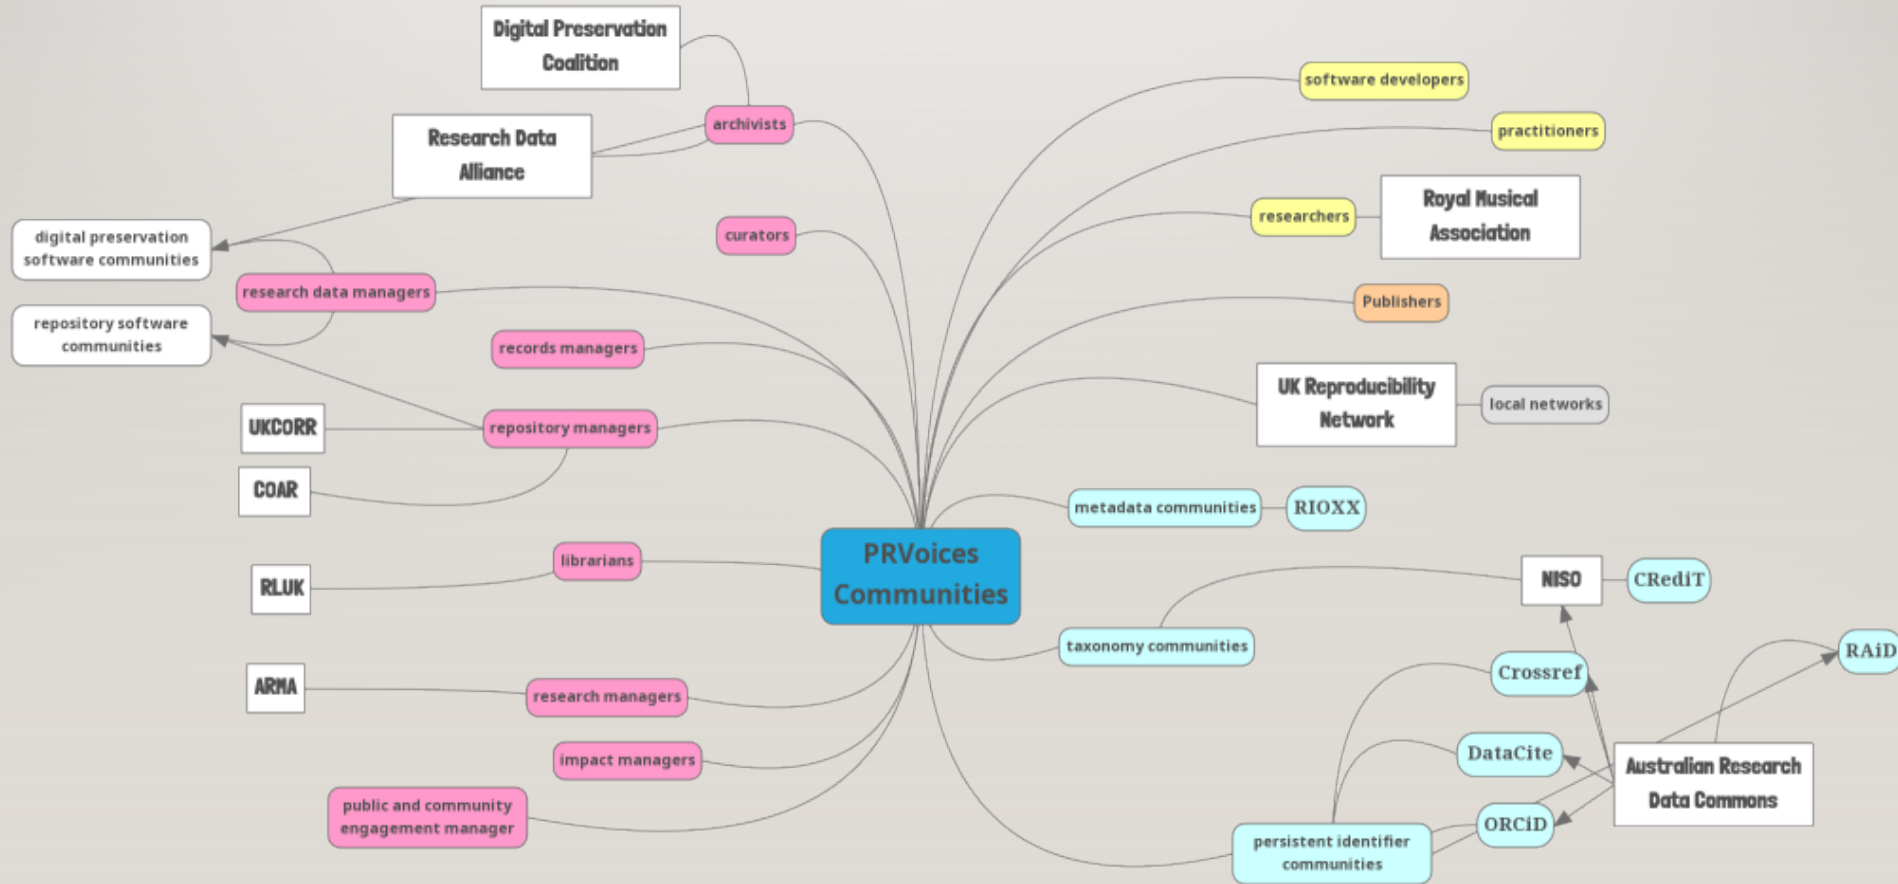 Digital Preservation
Coalition
archivists
Research Data
Alliance
curators
digital preservation
software communities
research data managers
repository software
communities
records managers
UKCORR
repository managers
COAR
librarians
RLUK
ARMA
research managers
impact managers
public and community
engagement manager
PRVoices
Communities
software developers
practitioners
researchers
Royal Musical
Association
Publishers
UK Reproducibility
Network
local networks
metadata communities
RIOXX
NISO
CRediT
taxonomy communities
Crossref
RAiD
DataCite
Australian Research
Data Commons
ORCiD
persistent identifier
communities